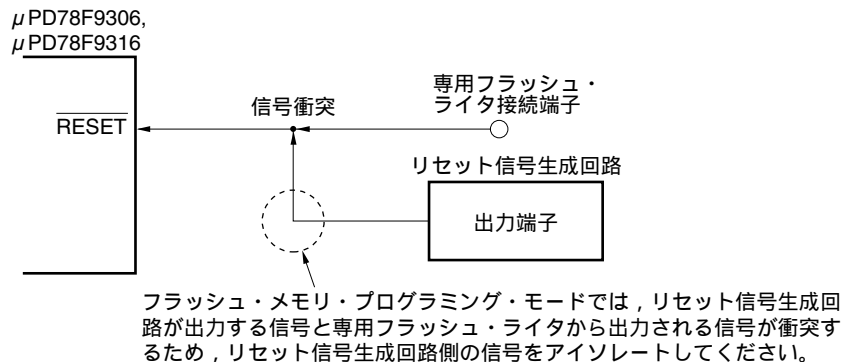 μPD78F9306,
μPD78F9316
RESET
信号衝突
専用フラッシュ・
ライタ接続端子
リセット信号生成回路
出力端子
フラッシュ・メモリ・プログラミング・モードでは，リセット信号生成回
路が出力する信号と専用フラッシュ・ライタから出力される信号が衝突す
るため，リセット信号生成回路側の信号をアイソレートしてください。